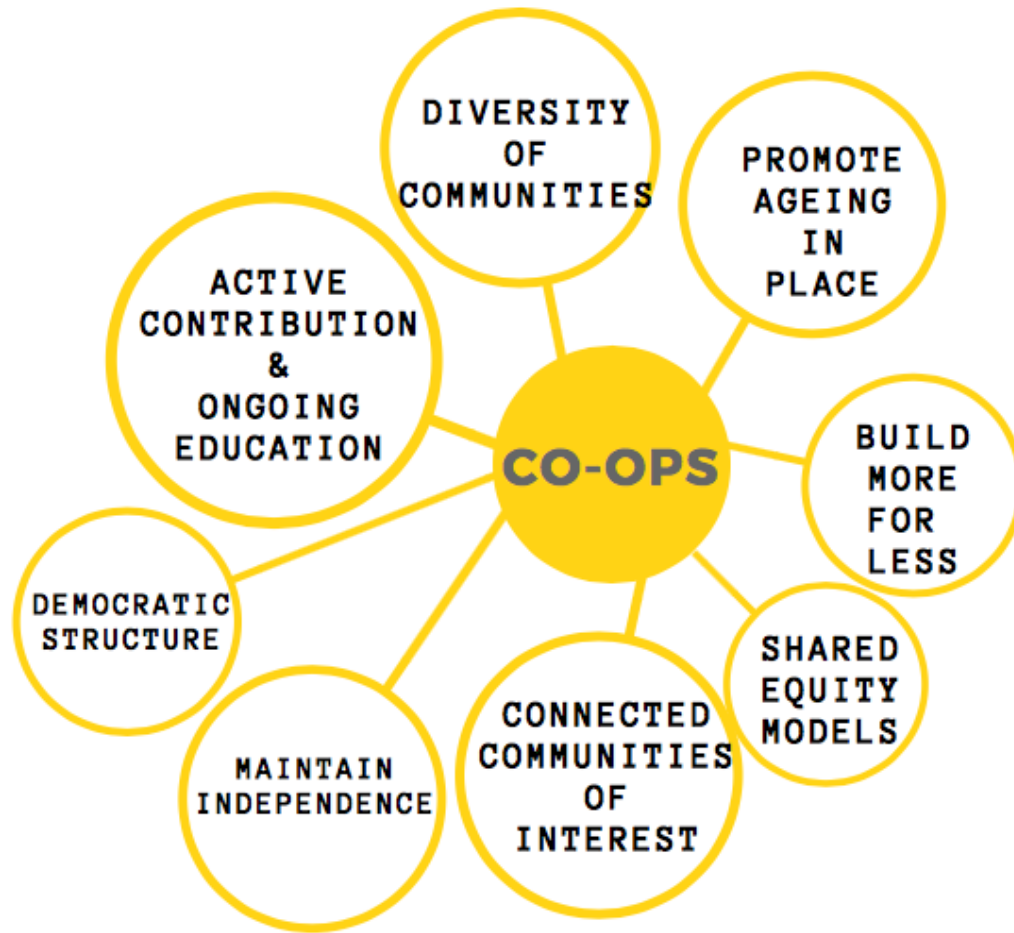 DIVERSITY
OF
COMMUNITIES
PROMOTE
AGEING
IN
PLACE
ACTIVE
CONTRIBUTION
&
ONGOING
EDUCATION
CO-OPS
BUILD
MORE
FOR
LESS
DEMOCRATIC
STRUCTURE
SHARED
EQUITY
MODELS
CONNECTED
COMMUNITIES
OF
INTEREST
MAINTAIN
INDEPENDENCE